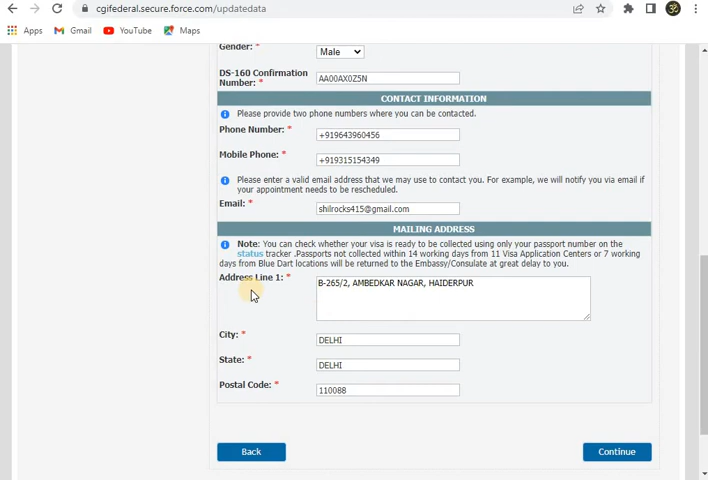 cgifederal.secure.force.com/updatedata
Apps Gmail YouTube Maps
Gender: * Male
DS-160 Confirmation
Number: * AA00AX0Z5N
CONTACT INFORMATION
Please provide two phone numbers where you can be contacted.
Phone Number: * +919643960456
Mobile Phone: * +919315154349
Please enter a valid email address that we may use to contact you. For example, we will notify you via email if
your appointment needs to be rescheduled.
Email: * shilrocks415@gmail.com
MAILING ADDRESS
Note: You can check whether your visa is ready to be collected using only your passport number on the
status tracker .Passports not collected within 14 working days from 11 Visa Application Centers or 7 working
days from Blue Dart locations will be returned to the Embassy/Consulate at great delay to you.
Address Line 1: * B-265/2, AMBEDKAR NAGAR, HAIDERPUR
City: * DELHI
State: * DELHI
Postal Code: * 110088
Back Continue